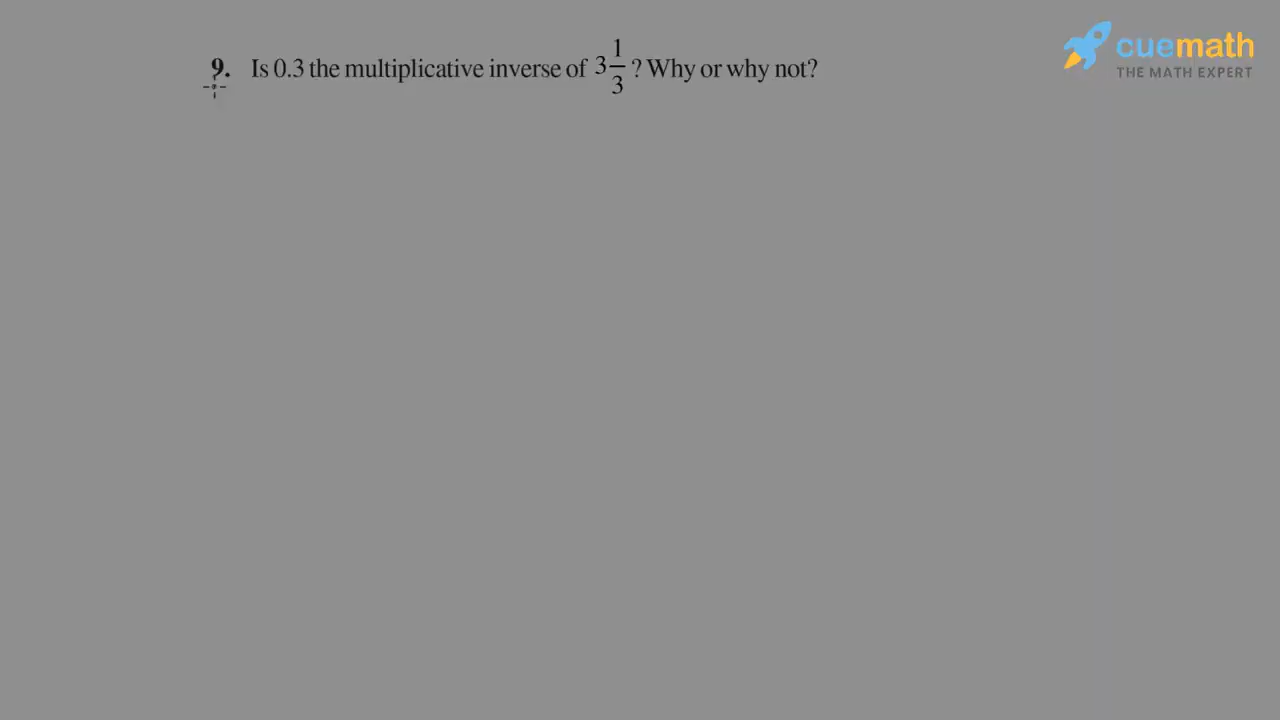 9. Is 0.3 the multiplicative inverse of 3 1/3 ? Why or why not?
cuemath
THE MATH EXPERT